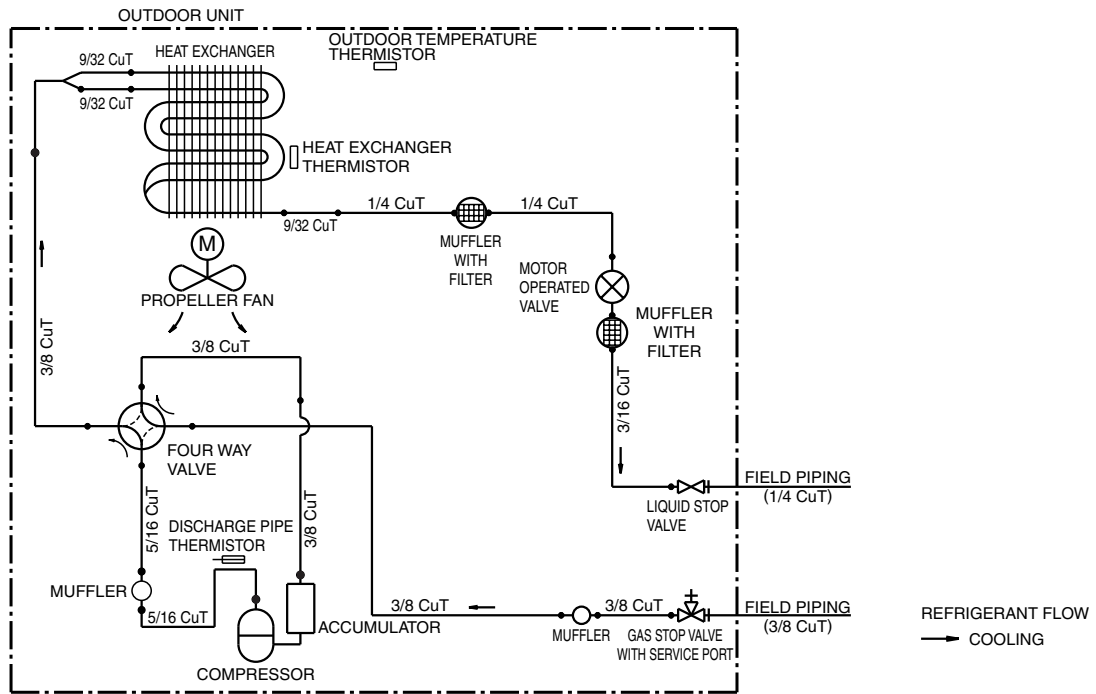 OUTDOOR UNIT
OUTDOOR TEMPERATURE
THERMISTOR
HEAT EXCHANGER
9/32 CuT
9/32 CuT
HEAT EXCHANGER
THERMISTOR
1/4 CuT
1/4 CuT
9/32 CuT
MUFFLER
WITH
FILTER
M
MOTOR
OPERATED
VALVE
PROPELLER FAN
MUFFLER
WITH
FILTER
3/8 CuT
3/8 CuT
3/16 CuT
FOUR WAY
VALVE
FIELD PIPING
(1/4 CuT)
LIQUID STOP
VALVE
5/16 CuT
3/8 CuT
DISCHARGE PIPE
THERMISTOR
MUFFLER
5/16 CuT
ACCUMULATOR
COMPRESSOR
3/8 CuT
3/8 CuT
MUFFLER
GAS STOP VALVE
WITH SERVICE PORT
FIELD PIPING
(3/8 CuT)
REFRIGERANT FLOW
COOLING